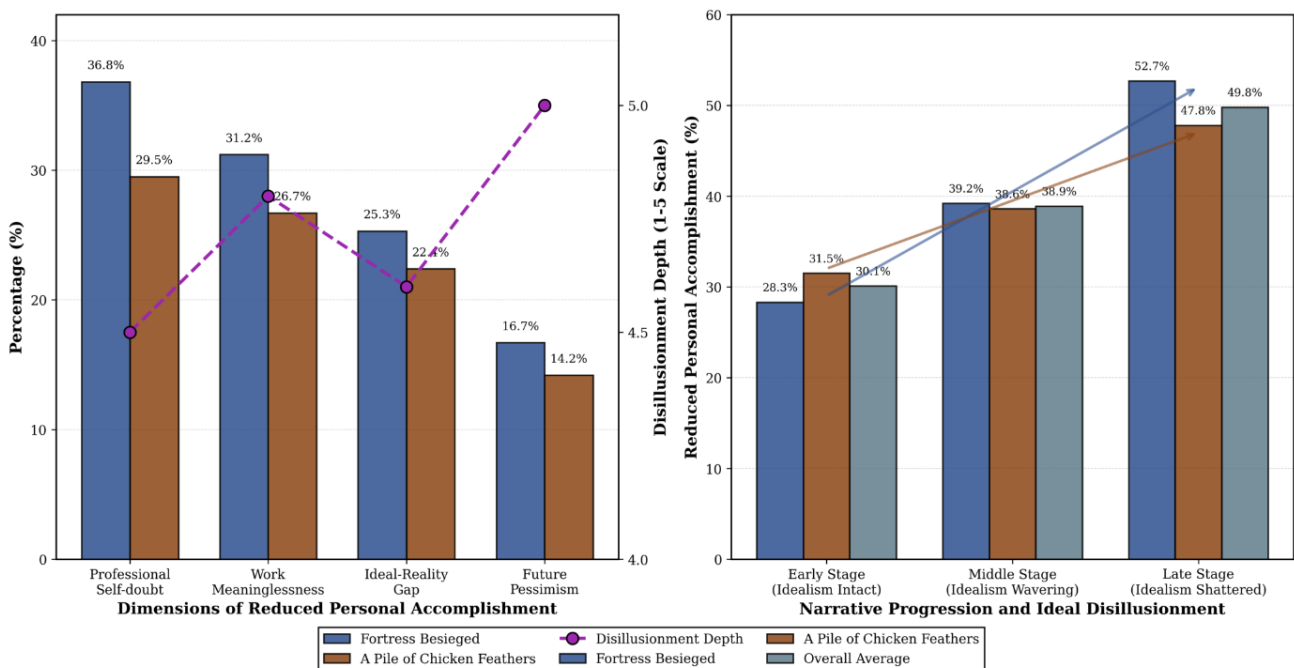 40
30
20
10
0
Percentage (%)
36.8%
29.5%
31.2%
26.7%
25.3%
22.4%
16.7%
14.2%
5.0
4.5
4.0
Disillusionment Depth (1-5 Scale)
Professional
Self-doubt
Work
Meaninglessness
Ideal-Reality
Gap
Future
Pessimism
Dimensions of Reduced Personal Accomplishment
60
50
40
30
20
10
0
Reduced Personal Accomplishment (%)
28.3%
31.5%
30.1%
39.2%
38.6%
38.9%
52.7%
47.8%
49.8%
Early Stage
(Idealism Intact)
Middle Stage
(Idealism Wavering)
Late Stage
(Idealism Shattered)
Narrative Progression and Ideal Disillusionment
Fortress Besieged
A Pile of Chicken Feathers
Disillusionment Depth
Fortress Besieged
A Pile of Chicken Feathers
Overall Average